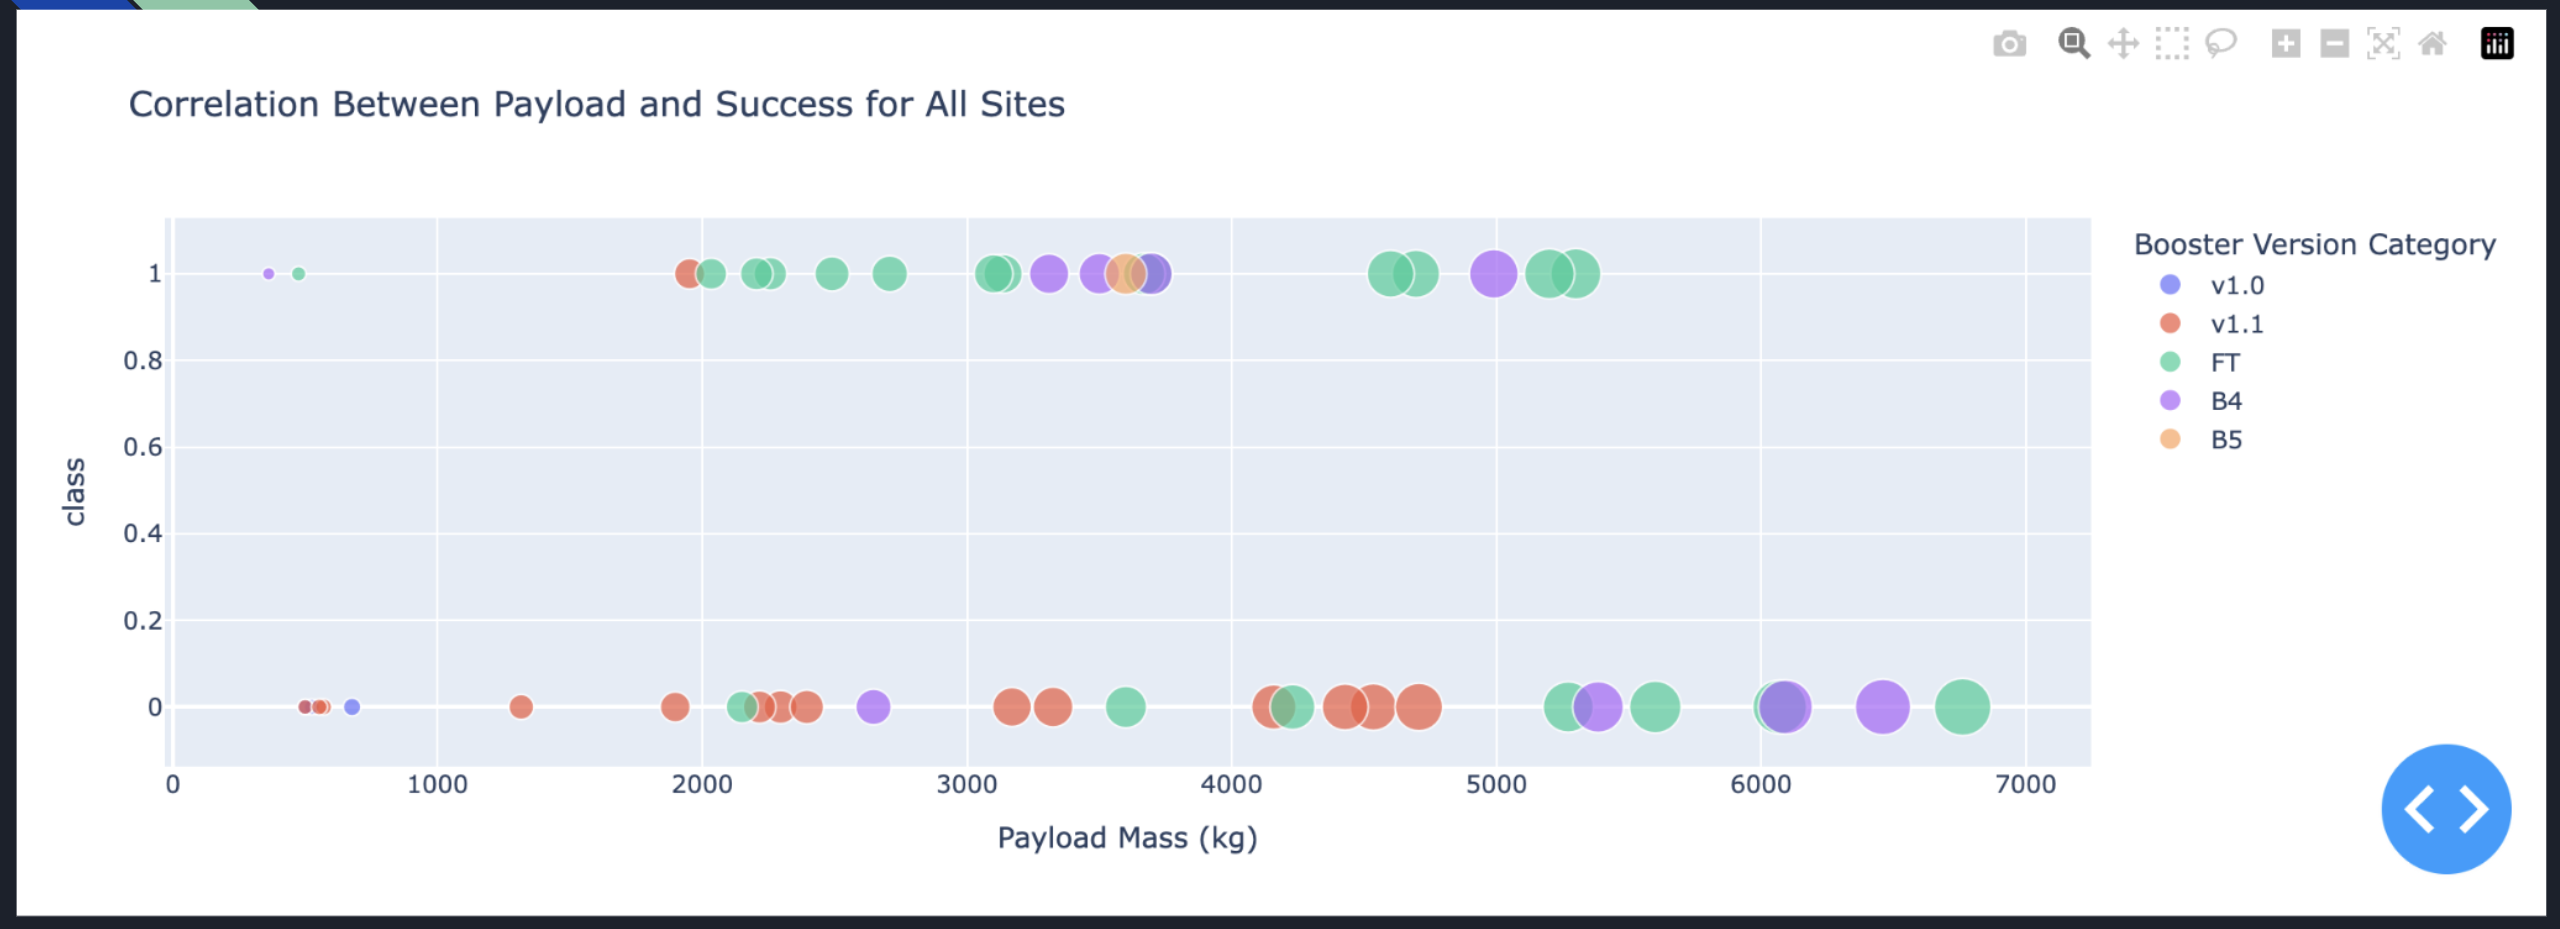 Correlation Between Payload and Success for All Sites
Booster Version Category
v1.0
v1.1
FT
B4
B5
class
1
0.8
0.6
0.4
0.2
0
0 1000 2000 3000 4000 5000 6000 7000
Payload Mass (kg)